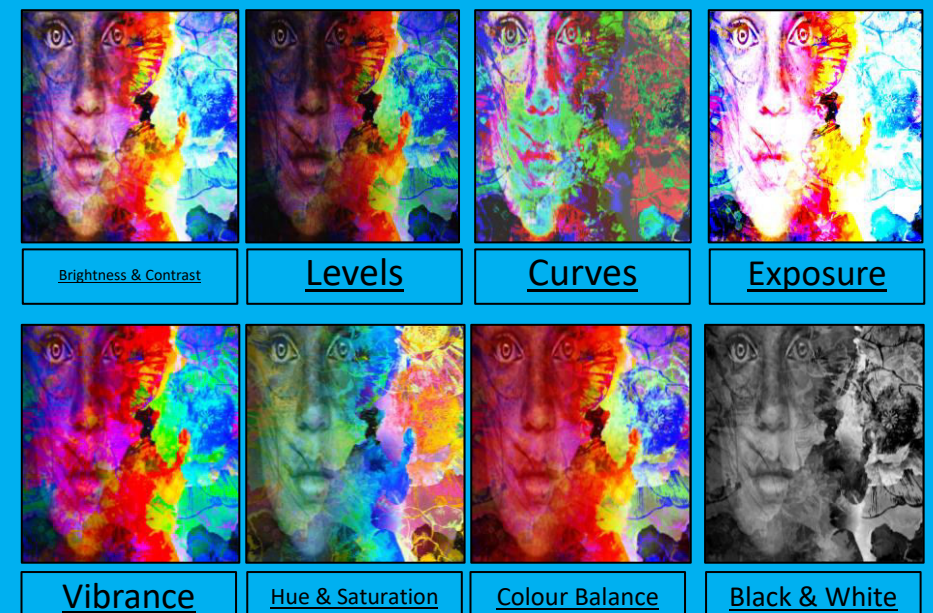 Brightness & Contrast
Levels
Curves
Exposure
Vibrance
Hue & Saturation
Colour Balance
Black & White